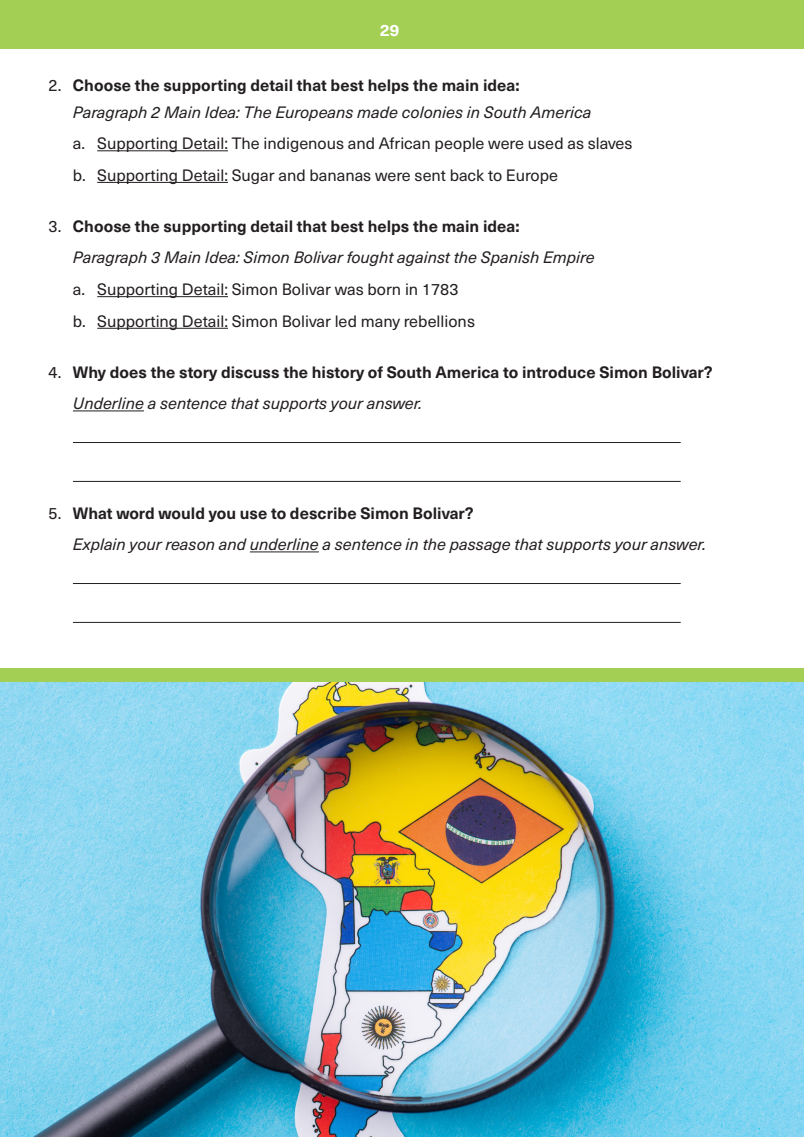 29
2. Choose the supporting detail that best helps the main idea:
Paragraph 2 Main Idea: The Europeans made colonies in South America
a. Supporting Detail: The indigenous and African people were used as slaves
b. Supporting Detail: Sugar and bananas were sent back to Europe
3. Choose the supporting detail that best helps the main idea:
Paragraph 3 Main Idea: Simon Bolivar fought against the Spanish Empire
a. Supporting Detail: Simon Bolivar was born in 1783
b. Supporting Detail: Simon Bolivar led many rebellions
4. Why does the story discuss the history of South America to introduce Simon Bolivar?
Underline a sentence that supports your answer.
5. What word would you use to describe Simon Bolivar?
Explain your reason and underline a sentence in the passage that supports your answer.